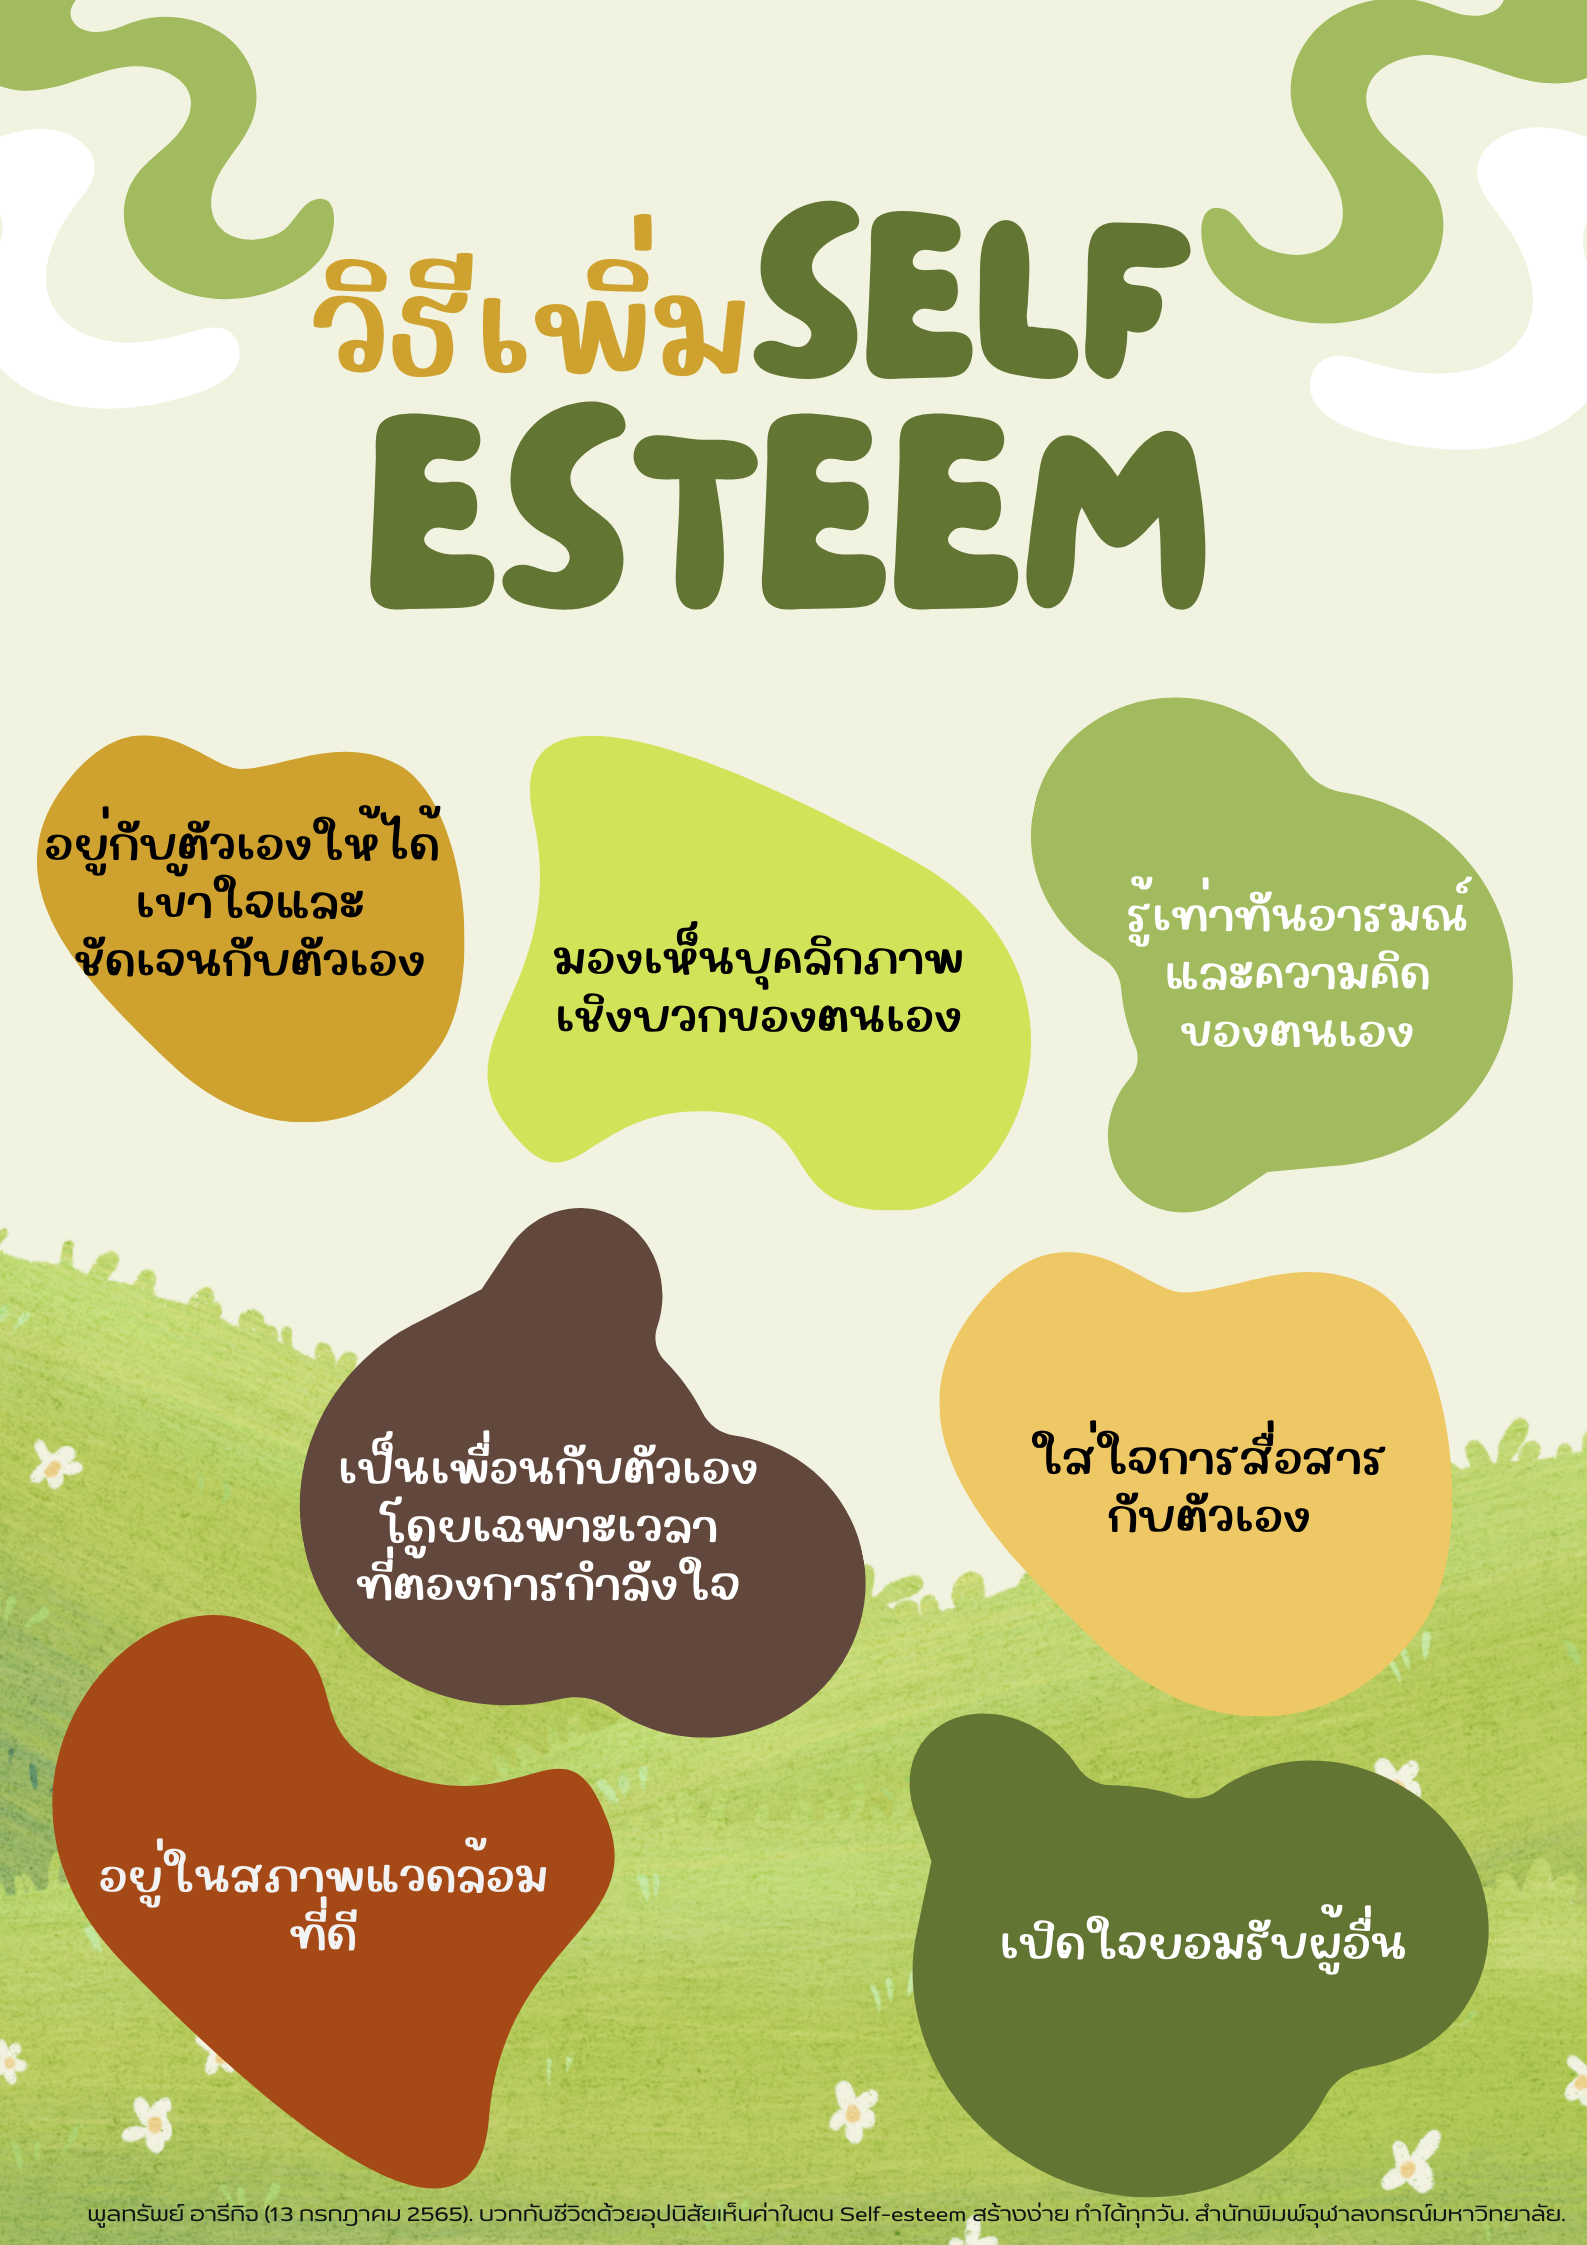 วิธีเพิ่มSELF
ESTEEM
อยู่กับตัวเองให้ได้
เข้าใจและ
ชัดเจนกับตัวเอง
มองเห็นบุคลิกภาพ
เชิงบวกของตนเอง
รู้เท่าทันอารมณ์
และความคิด
ของตนเอง
เป็นเพื่อนกับตัวเอง
โดยเฉพาะเวลา
ที่ต้องการกำลังใจ
ใส่ใจการสื่อสาร
กับตัวเอง
อยู่ในสภาพแวดล้อม
ที่ดี
เปิดใจยอมรับผู้อื่น
พูลทรัพย์ อารีกิจ (13 กรกฎาคม 2565). บวกกันชีวิตด้วยอุปนิสัยเห็นค่าในตน Self-esteem สร้างง่าย ทำได้ทุกวัน. สำนักพิมพ์จุฬาลงกรณ์มหาวิทยาลัย.